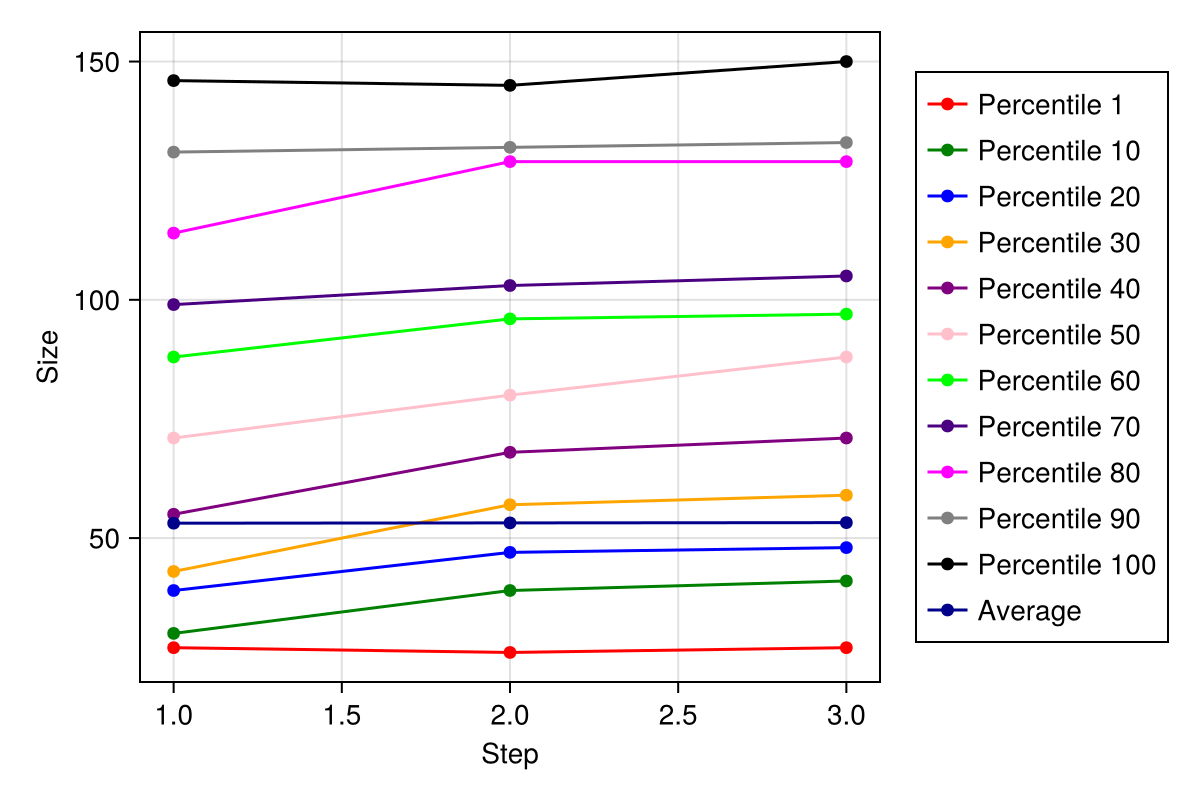 150
100
50
Size
1.0 1.5 2.0 2.5 3.0
Step
Percentile 1
Percentile 10
Percentile 20
Percentile 30
Percentile 40
Percentile 50
Percentile 60
Percentile 70
Percentile 80
Percentile 90
Percentile 100
Average